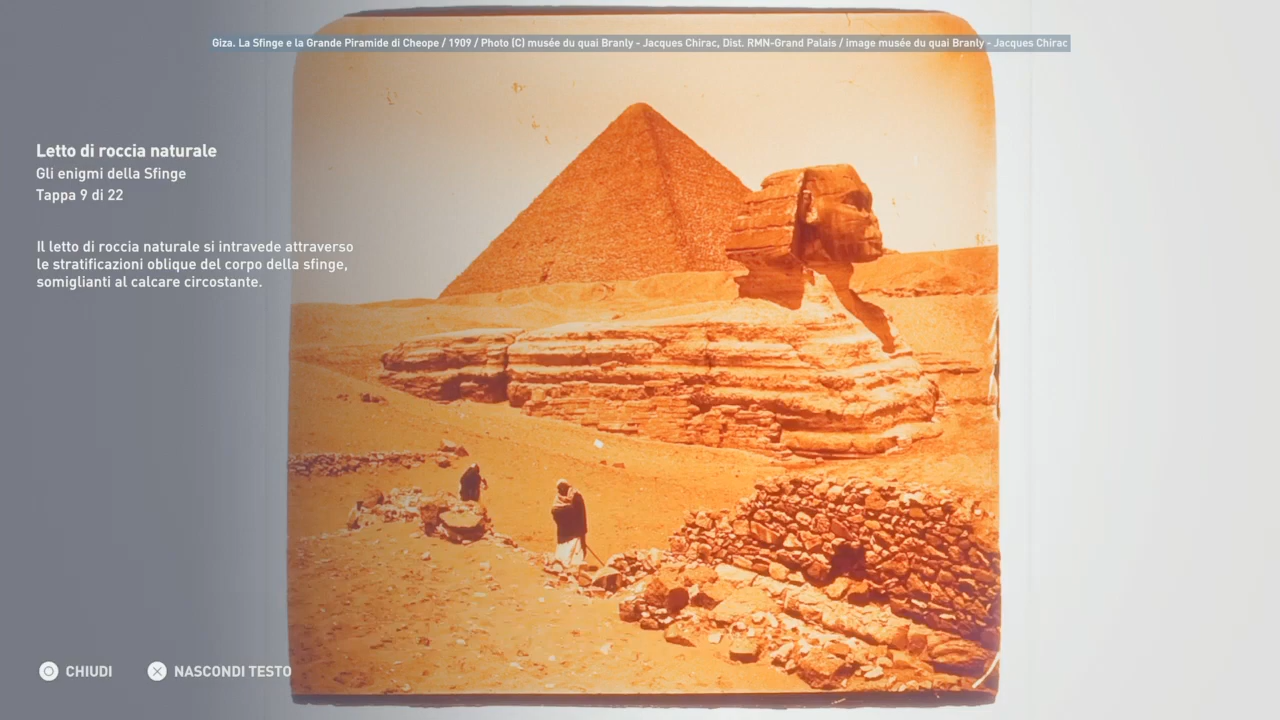 Giza. La Sfinge e la Grande Piramide di Cheope / 1909 / Photo (C) musée du quai Branly - Jacques Chirac, Dist. RMN-Grand Palais / image musée du quai Branly - Jacques Chirac
Letto di roccia naturale
Gli enigmi della Sfinge
Tappa 9 di 22
Il letto di roccia naturale si intravede attraverso
le stratificazioni oblique del corpo della sfinge,
somiglianti al calcare circostante.
CHIUDI
NASCONDI TESTO